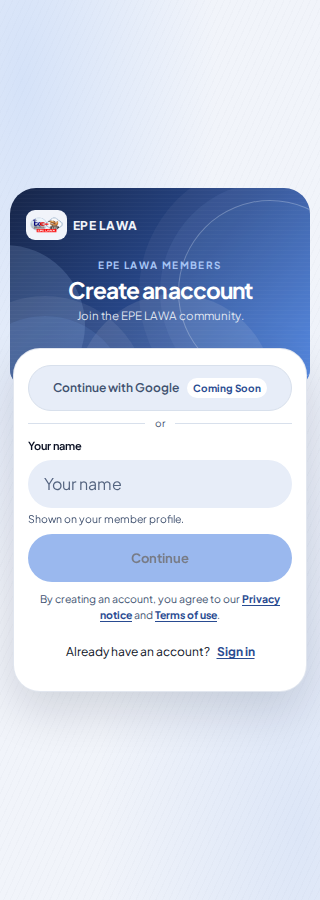 EPE LAWA
EPE LAWA MEMBERS
Create an account
Join the EPE LAWA community.
Continue with Google Coming Soon
or
Your name
Your name
Shown on your member profile.
Continue
By creating an account, you agree to our Privacy
notice and Terms of use.
Already have an account? Sign in